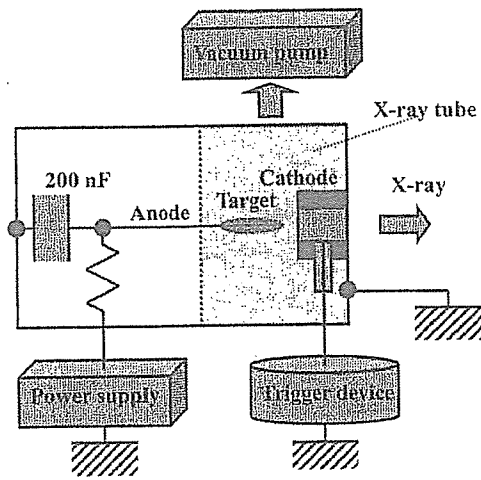 Vacuum pump
X-ray tube
200 nF
Cathode
X-ray
Anode
Target
Power supply
Trigger device